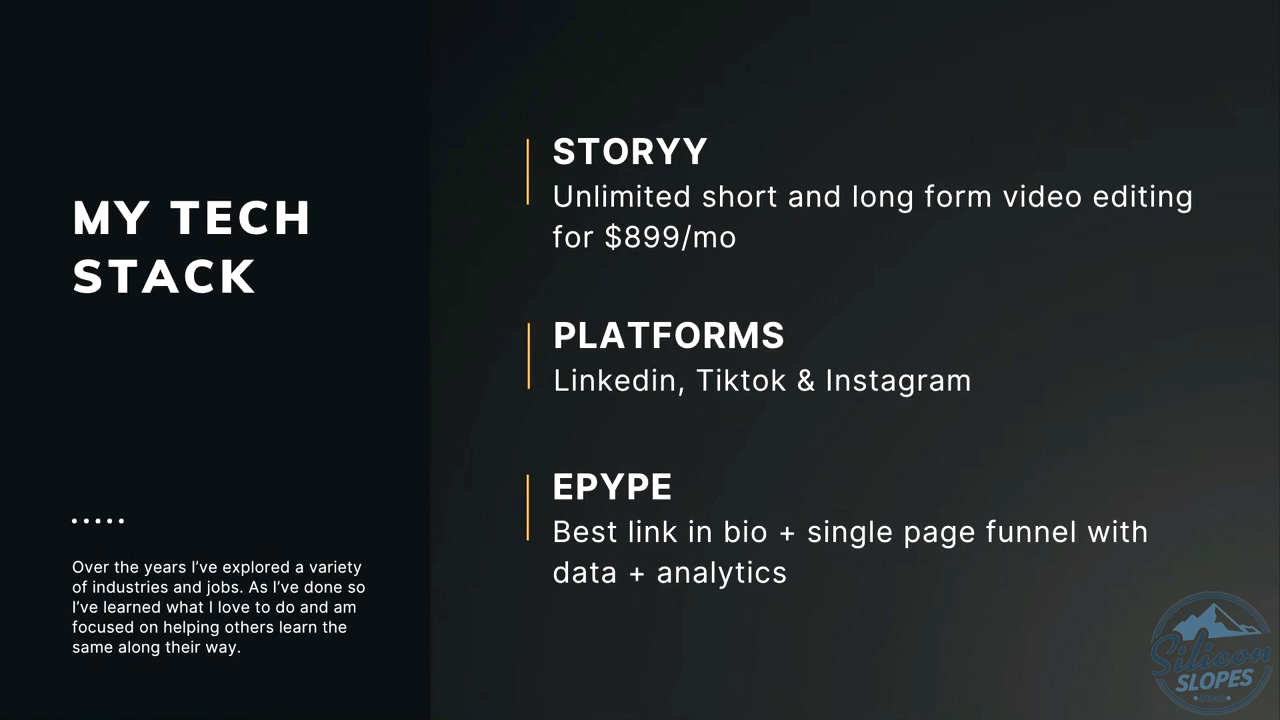 MY TECH
STACK
Over the years I've explored a variety
of industries and jobs. As I've done so
I've learned what I love to do and am
focused on helping others learn the
same along their way.
STORYY
Unlimited short and long form video editing
for $899/mo
PLATFORMS
Linkedin, Tiktok & Instagram
EPYPE
Best link in bio + single page funnel with
data + analytics
Silicon
SLOPES